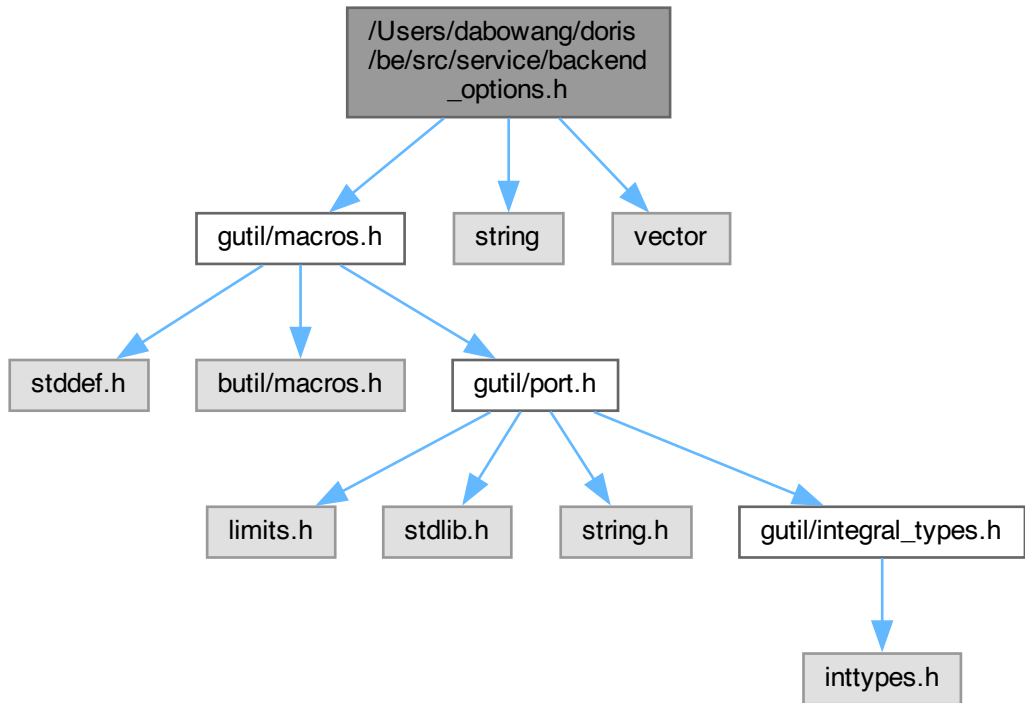 /Users/dabowang/doris
/be/src/service/backend
_options.h
gutil/macros.h
string
vector
stddef.h
butil/macros.h
gutil/port.h
limits.h
stdlib.h
string.h
gutil/integral_types.h
inttypes.h